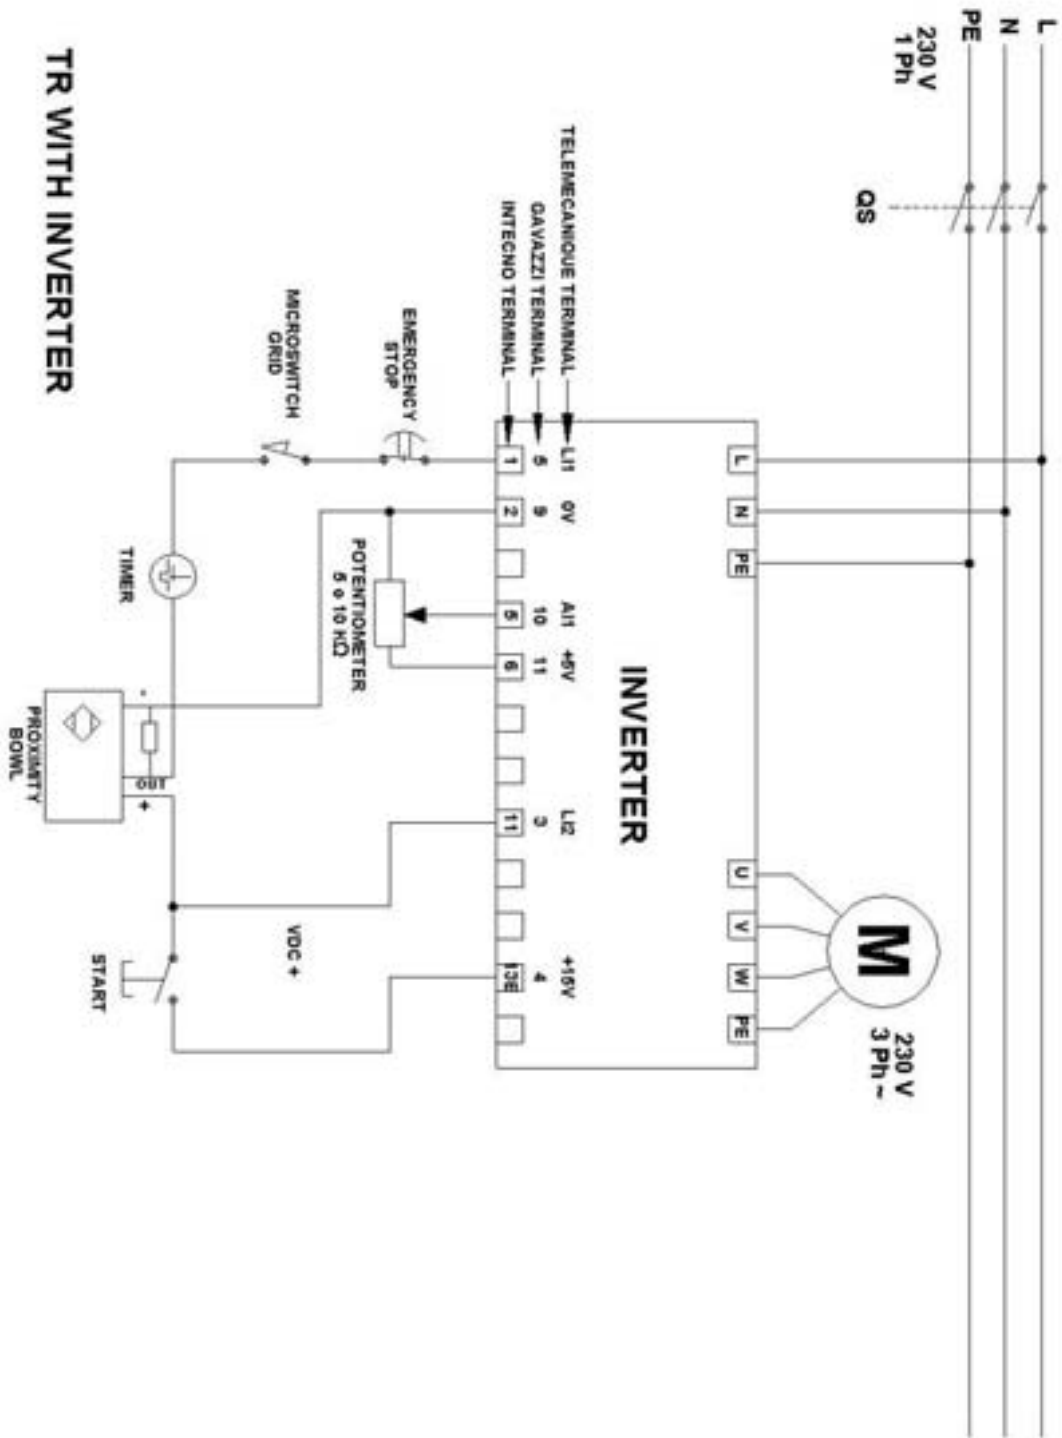 L
N
PE
230 V
1 Ph
QS
M
230 V
3 Ph ~
L
N
PE
U
V
W
PE
INVERTER
TELEMECANIQUE TERMINAL
LI1
0V
AI1
+5V
LI2
+15V
GAVAZZI TERMINAL
5
9
10
11
3
4
INTECNO TERMINAL
1
2
5
6
11
13E
EMERGENCY
STOP
POTENTIOMETER
5 o 10 KΩ
MICROSWITCH
GRID
VDC +
TIMER
-
OUT
+
START
PROXIMITY
BOWL
TR WITH INVERTER